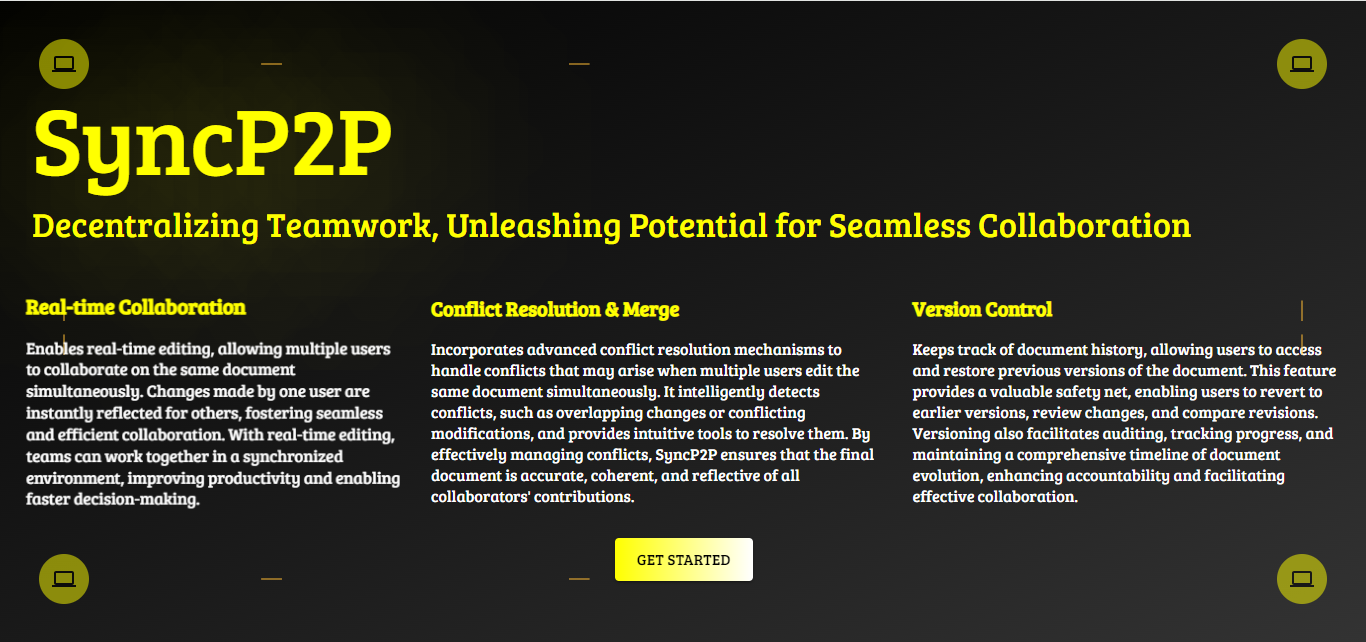 SyncP2P
Decentralizing Teamwork, Unleashing Potential for Seamless Collaboration
Real-time Collaboration
Enables real-time editing, allowing multiple users
to collaborate on the same document
simultaneously. Changes made by one user are
instantly reflected for others, fostering seamless
and efficient collaboration. With real-time editing,
teams can work together in a synchronized
environment, improving productivity and enabling
faster decision-making.
Conflict Resolution & Merge
Incorporates advanced conflict resolution mechanisms to
handle conflicts that may arise when multiple users edit the
same document simultaneously. It intelligently detects
conflicts, such as overlapping changes or conflicting
modifications, and provides intuitive tools to resolve them. By
effectively managing conflicts, SyncP2P ensures that the final
document is accurate, coherent, and reflective of all
collaborators' contributions.
Version Control
Keeps track of document history, allowing users to access
and restore previous versions of the document. This feature
provides a valuable safety net, enabling users to revert to
earlier versions, review changes, and compare revisions.
Versioning also facilitates auditing, tracking progress, and
maintaining a comprehensive timeline of document
evolution, enhancing accountability and facilitating
effective collaboration.
GET STARTED